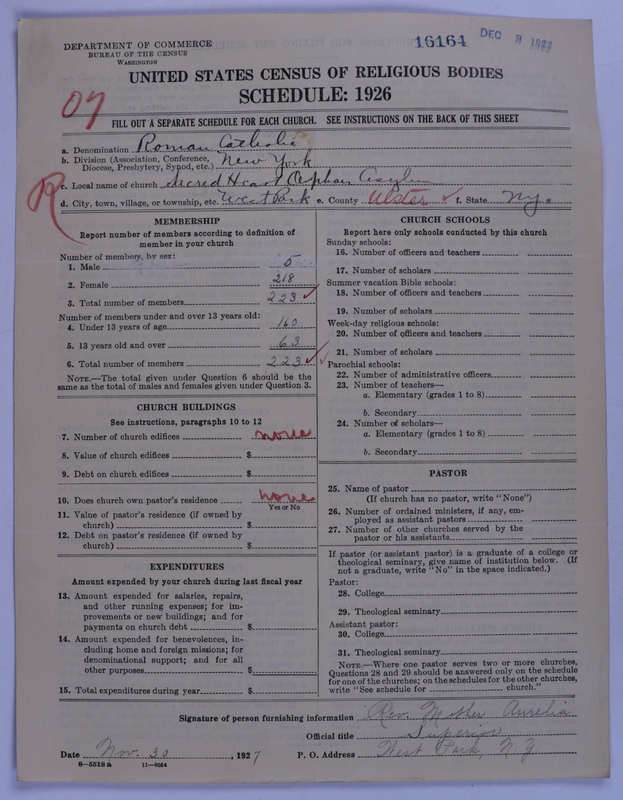 DEPARTMENT OF COMMERCE
BUREAU OF THE CENSUS
WASHINGTON
16164 DEC 1927
UNITED STATES CENSUS OF RELIGIOUS BODIES
SCHEDULE: 1926
07
FILL OUT A SEPARATE SCHEDULE FOR EACH CHURCH. SEE INSTRUCTIONS ON THE BACK OF THIS SHEET
a. Denomination Roman Catholic
b. Division (Association, Conference, Diocese, Presbytery, Synod, etc.) New York
R
c. Local name of church Sacred Heart Orphan Asylum
d. City, town, village, or township, etc. West Park e. County Ulster f. State N.Y.
MEMBERSHIP
Report number of members according to definition of
member in your church
Number of members, by sex:
1. Male 5
2. Female 218
3. Total number of members 223
Number of members under and over 13 years old:
4. Under 13 years of age 160
5. 13 years old and over 63
6. Total number of members 223
NOTE.—The total given under Question 6 should be the
same as the total of males and females given under Question 3.
CHURCH BUILDINGS
See instructions, paragraphs 10 to 12
7. Number of church edifices none
8. Value of church edifices $
9. Debt on church edifices $
10. Does church own pastor's residence none
Yes or No
11. Value of pastor's residence (if owned by
church) $
12. Debt on pastor's residence (if owned by
church) $
EXPENDITURES
Amount expended by your church during last fiscal year
13. Amount expended for salaries, repairs,
and other running expenses; for im-
provements or new buildings; and for
payments on church debt $
14. Amount expended for benevolences, in-
cluding home and foreign missions; for
denominational support; and for all
other purposes $
15. Total expenditures during year $
CHURCH SCHOOLS
Report here only schools conducted by this church
Sunday schools:
16. Number of officers and teachers
17. Number of scholars
Summer vacation Bible schools:
18. Number of officers and teachers
19. Number of scholars
Week-day religious schools:
20. Number of officers and teachers
21. Number of scholars
Parochial schools:
22. Number of administrative officers
23. Number of teachers—
a. Elementary (grades 1 to 8)
b. Secondary
24. Number of scholars—
a. Elementary (grades 1 to 8)
b. Secondary
PASTOR
25. Name of pastor
(If church has no pastor, write "None")
26. Number of ordained ministers, if any, em-
ployed as assistant pastors
27. Number of other churches served by the
pastor or his assistants
If pastor (or assistant pastor) is a graduate of a college or
theological seminary, give name of institution below. (If
not a graduate, write "No" in the space indicated.)
Pastor:
28. College
29. Theological seminary
Assistant pastor:
30. College
31. Theological seminary
NOTE.—Where one pastor serves two or more churches,
Questions 28 and 29 should be answered only on the schedule
for one of the churches; on the schedules for the other churches,
write "See schedule for church."
Signature of person furnishing information Rev. Mother Aurelia
Official title Superior
Date Nov. 30, 1927 P. O. Address West Park, N.Y.
8—5518a 11—9054